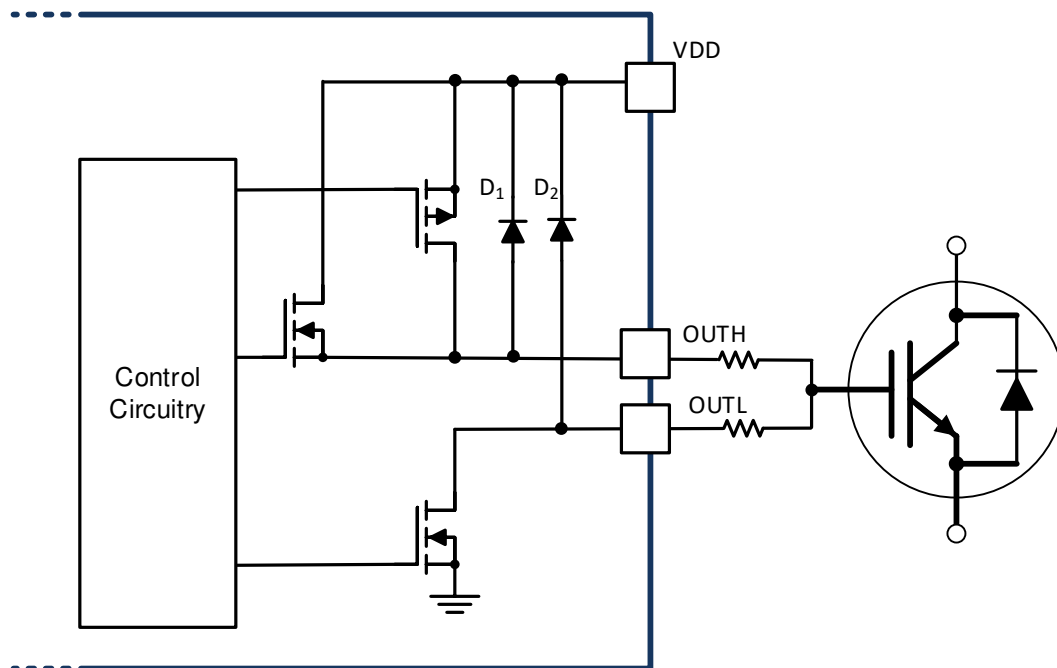 VDD
D₁
D₂
OUTH
Control
Circuitry
OUTL